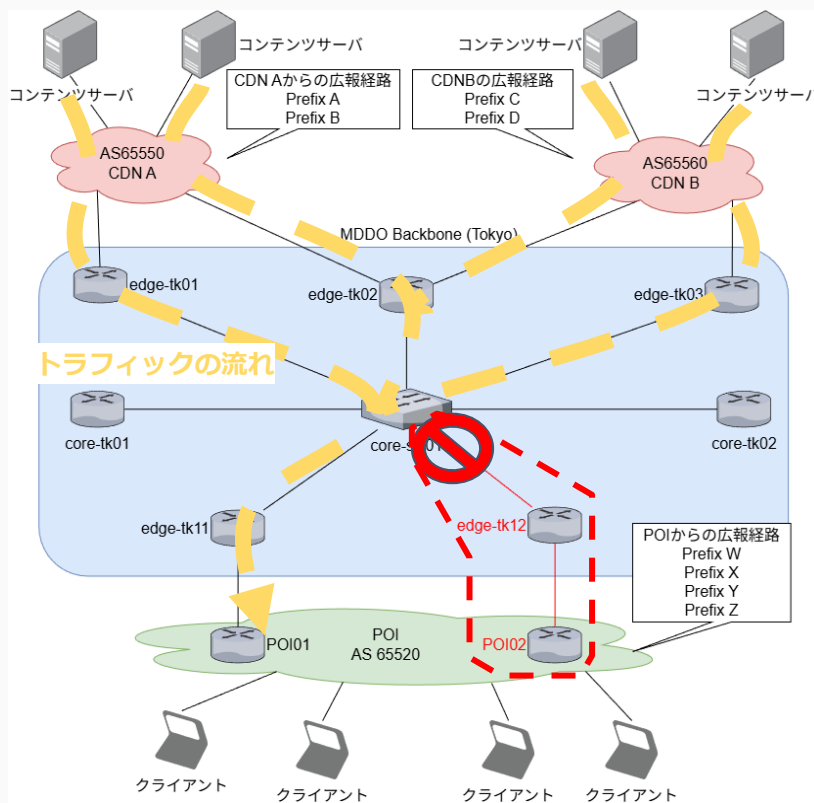 コンテンツサーバ
コンテンツサーバ
コンテンツサーバ
コンテンツサーバ
CDN Aからの広報経路
Prefix A
Prefix B
CDNBの広報経路
Prefix C
Prefix D
AS65550
CDN A
AS65560
CDN B
MDDO Backbone (Tokyo)
edge-tk01
edge-tk02
edge-tk03
トラフィックの流れ
core-tk01
core-tk02
edge-tk11
edge-tk12
POIからの広報経路
Prefix W
Prefix X
Prefix Y
Prefix Z
POI01
POI
AS 65520
POI02
クライアント
クライアント
クライアント
クライアント